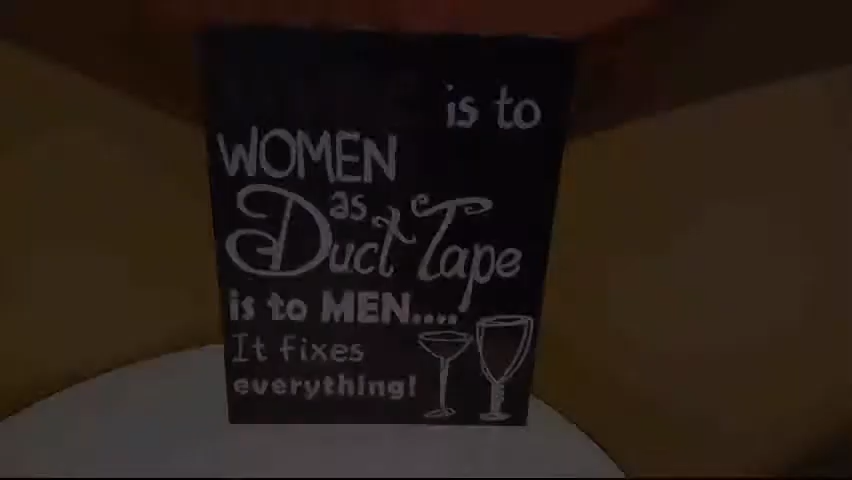 is to
WOMEN
as
Duct Tape
is to MEN....
It fixes
everything!